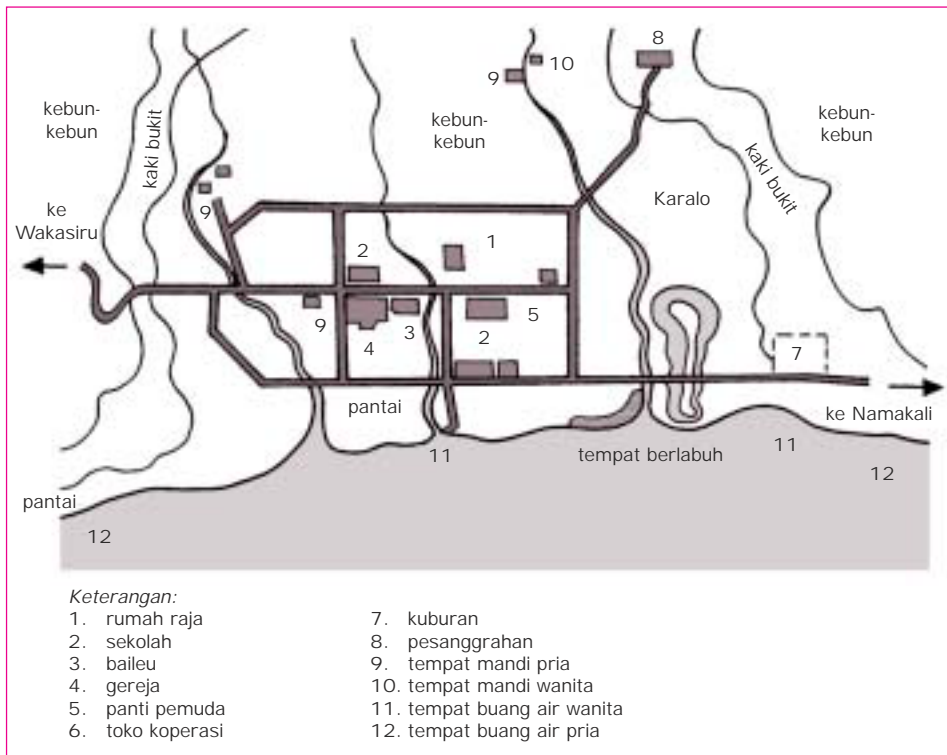 8
10
9
kebun-
kebun
kebun-
kebun
kebun-
kebun
kaki bukit
kaki bukit
9
ke
Wakasiru
Karalo
1
2
9
3
4
2
5
7
pantai
ke Namakali
11
tempat berlabuh
11
12
pantai
12
Keterangan:
1. rumah raja
2. sekolah
3. baileu
4. gereja
5. panti pemuda
6. toko koperasi
7. kuburan
8. pesanggrahan
9. tempat mandi pria
10. tempat mandi wanita
11. tempat buang air wanita
12. tempat buang air pria